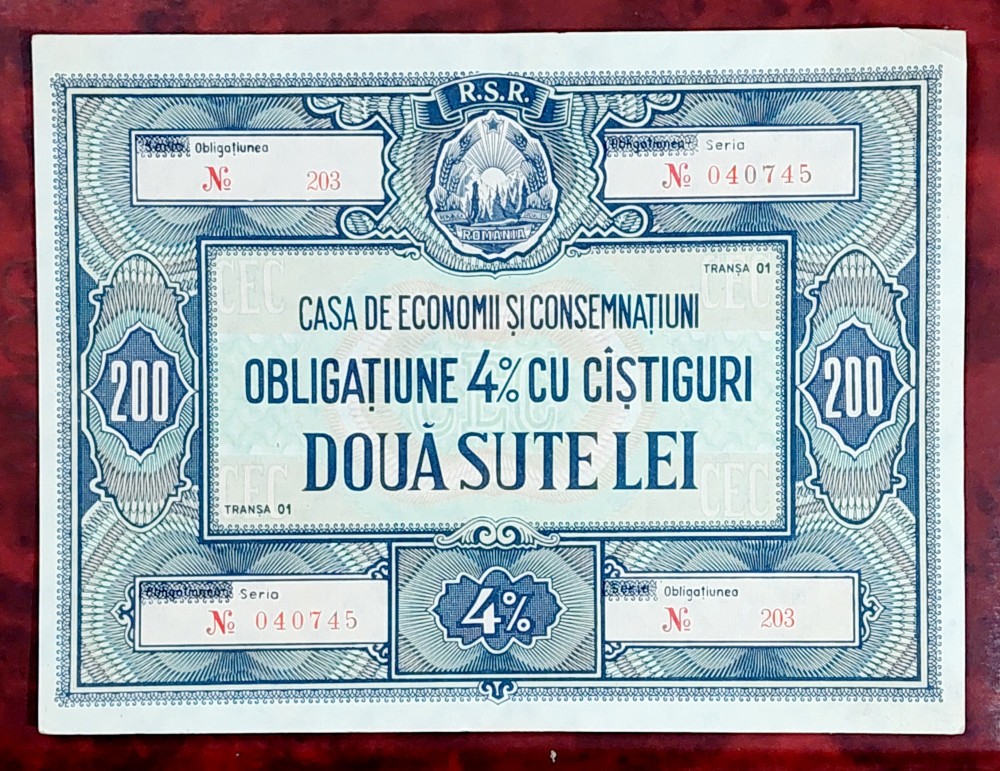 R.S.R.
Seria Obligațiunea
№ 203
Obligațiunea Seria
№ 040745
ROMANIA
TRANȘA 01
CEC CEC
CASA DE ECONOMII ȘI CONSEMNAȚIUNI
OBLIGAȚIUNE 4% CU CÎȘTIGURI
200
200
CEC
DOUĂ SUTE LEI
CEC CEC
TRANȘA 01
Obligațiunea Seria
№ 040745
4%
Seria Obligațiunea
№ 203